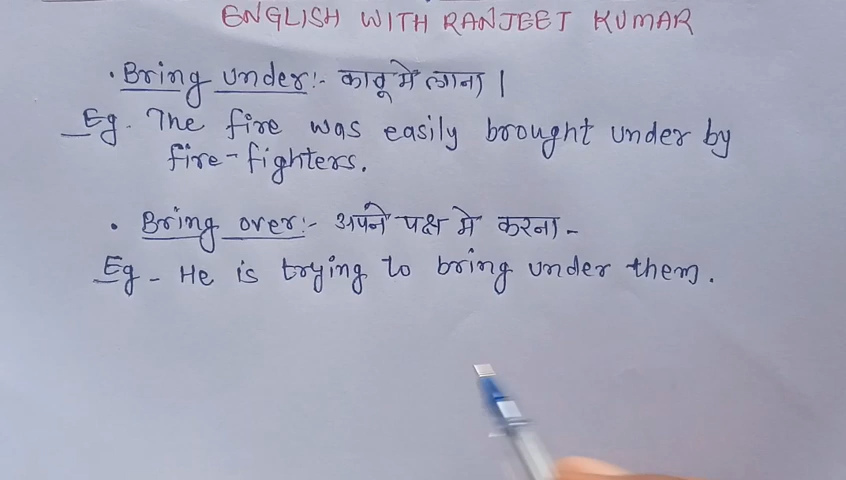 ENGLISH WITH RANJEET KUMAR
· Bring under:- काबू मे लाना |
Eg. The fire was easily brought under by
fire-fighters.
· Bring over:- अपने पक्ष मे करना -
Eg - He is trying to bring under them.